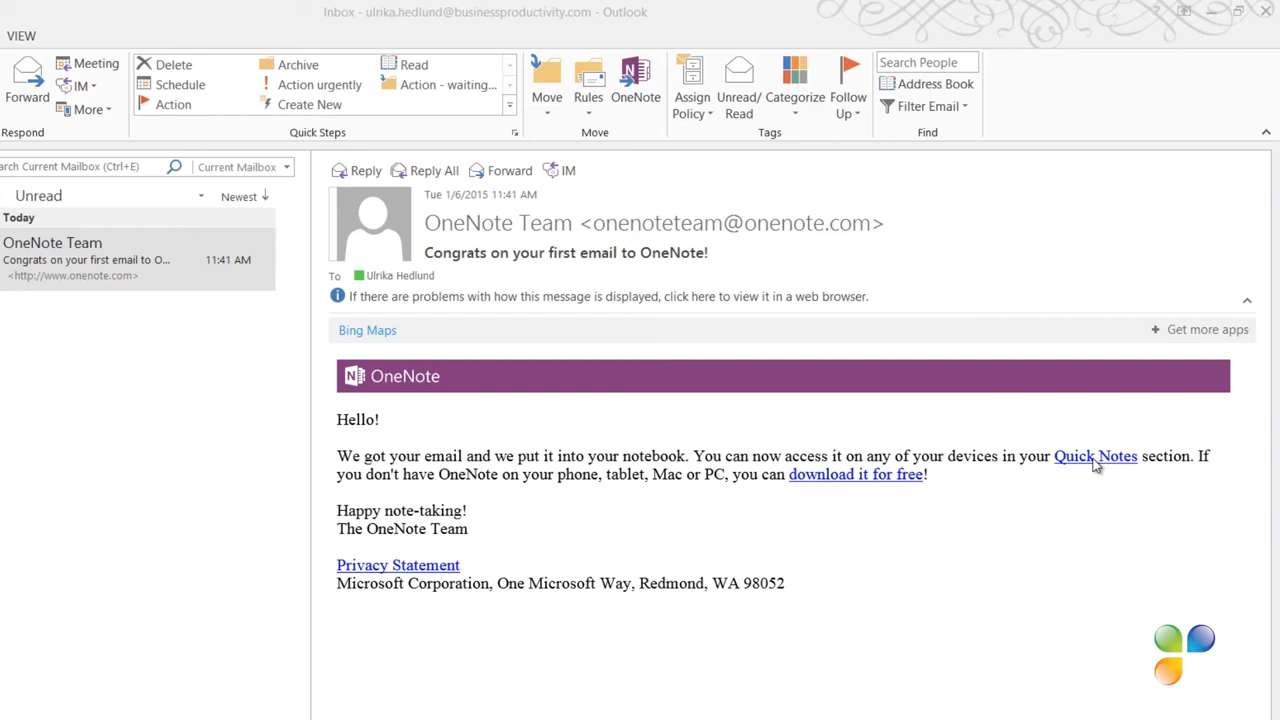 Inbox - ulrika.hedlund@businessproductivity.com - Outlook
?
VIEW
Forward
Meeting
IM
More
Respond
Delete
Schedule
Action
Archive
Action urgently
Create New
Read
Action - waiting...
Quick Steps
Move
Rules
OneNote
Move
Assign
Policy
Unread/
Read
Categorize
Follow
Up
Tags
Search People
Address Book
Filter Email
Find
arch Current Mailbox (Ctrl+E)
Current Mailbox
Unread
Newest
Today
OneNote Team
Congrats on your first email to O...
11:41 AM
<http://www.onenote.com>
Reply
Reply All
Forward
IM
Tue 1/6/2015 11:41 AM
OneNote Team <onenoteteam@onenote.com>
Congrats on your first email to OneNote!
To
Ulrika Hedlund
If there are problems with how this message is displayed, click here to view it in a web browser.
Bing Maps
+ Get more apps
OneNote
Hello!
We got your email and we put it into your notebook. You can now access it on any of your devices in your Quick Notes section. If
you don't have OneNote on your phone, tablet, Mac or PC, you can download it for free!
Happy note-taking!
The OneNote Team
Privacy Statement
Microsoft Corporation, One Microsoft Way, Redmond, WA 98052